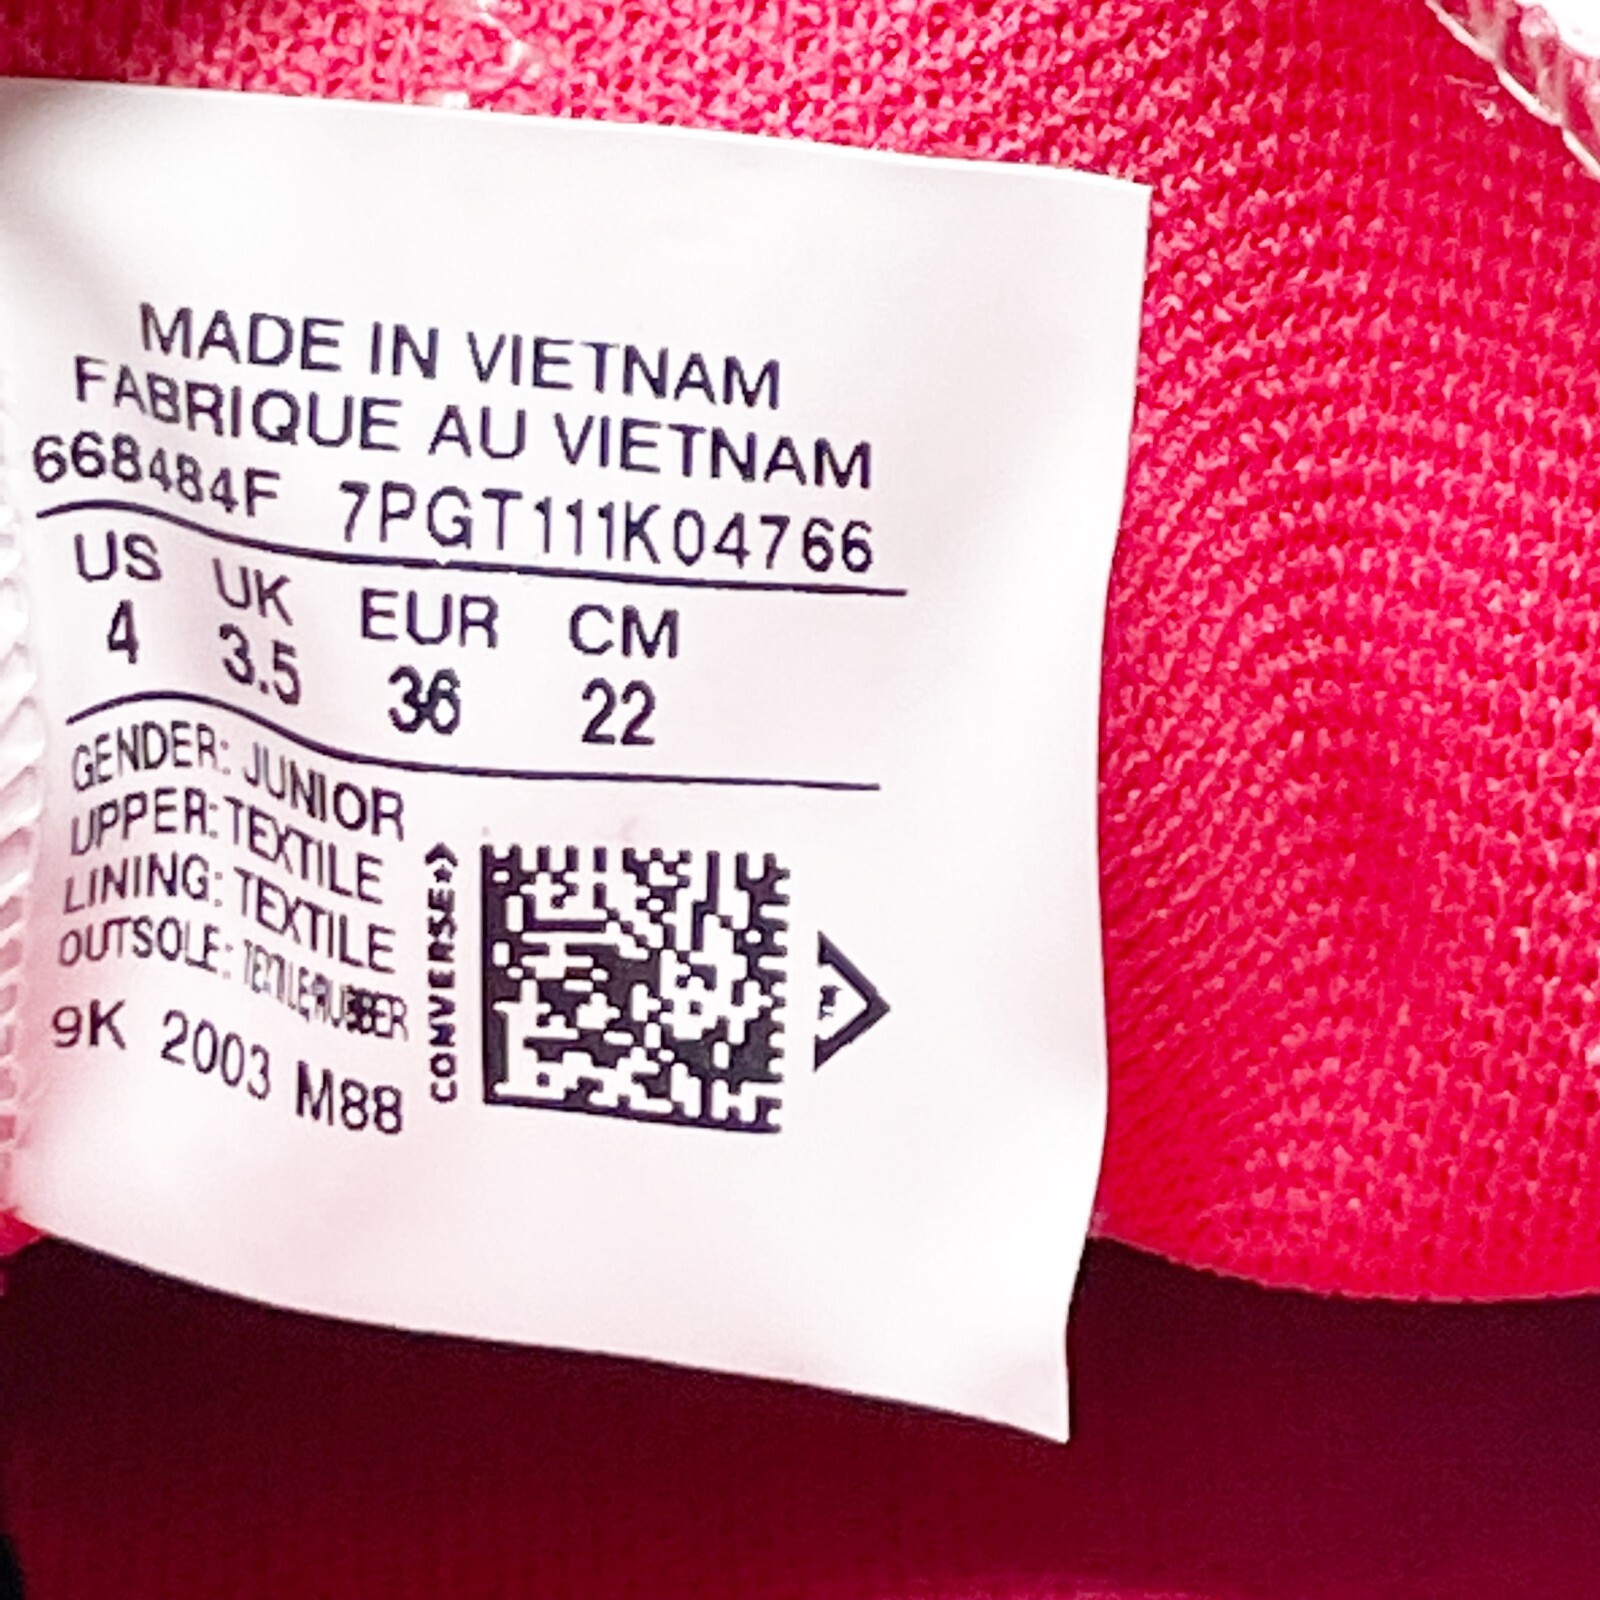 MADE IN VIETNAM
FABRIQUE AU VIETNAM
668484F 7PGT111K04766
US UK EUR CM
4 3.5 36 22
GENDER: JUNIOR
UPPER: TEXTILE
LINING: TEXTILE
OUTSOLE: TEXTILE,RUBBER
9K 2003 M88
CONVERSE